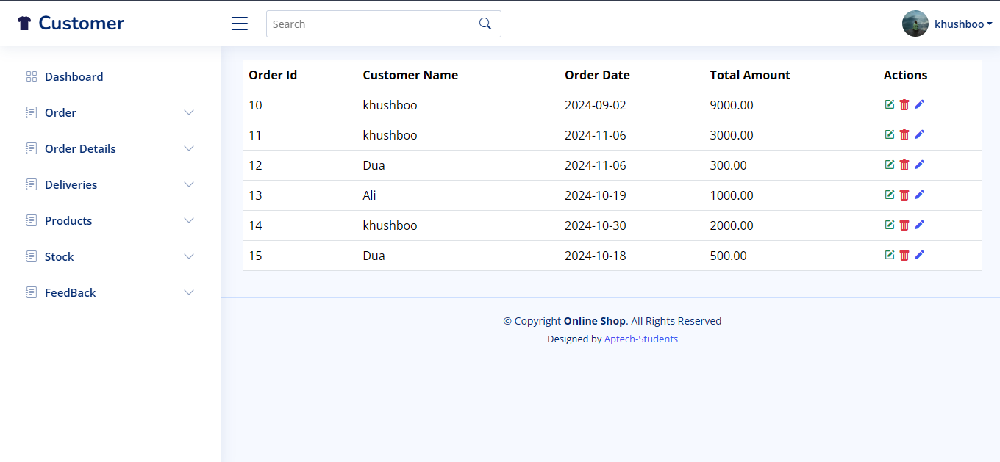 Customer
Search
khushboo
Dashboard
Order
Order Details
Deliveries
Products
Stock
FeedBack
Order Id Customer Name Order Date Total Amount Actions
10 khushboo 2024-09-02 9000.00
11 khushboo 2024-11-06 3000.00
12 Dua 2024-11-06 300.00
13 Ali 2024-10-19 1000.00
14 khushboo 2024-10-30 2000.00
15 Dua 2024-10-18 500.00
© Copyright Online Shop. All Rights Reserved
Designed by Aptech-Students